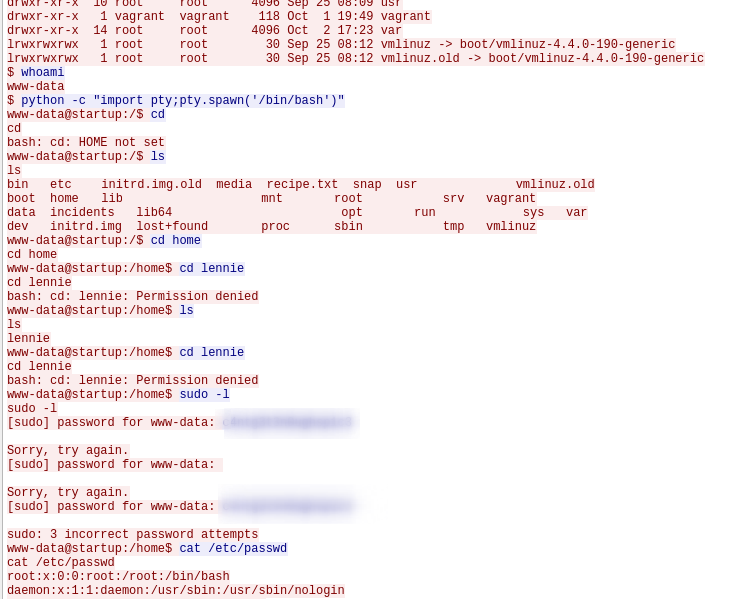 drwxr-xr-x  10 root     root      4096 Sep 25 08:09 usr
drwxr-xr-x   1 vagrant  vagrant    118 Oct  1 19:49 vagrant
drwxr-xr-x  14 root     root      4096 Oct  2 17:23 var
lrwxrwxrwx   1 root     root        30 Sep 25 08:12 vmlinuz -> boot/vmlinuz-4.4.0-190-generic
lrwxrwxrwx   1 root     root        30 Sep 25 08:12 vmlinuz.old -> boot/vmlinuz-4.4.0-190-generic
$ whoami
www-data
$ python -c "import pty;pty.spawn('/bin/bash')"
www-data@startup:/$ cd
cd
bash: cd: HOME not set
www-data@startup:/$ ls
ls
bin   etc    initrd.img.old  media  recipe.txt  snap  usr              vmlinuz.old
boot  home   lib                   mnt       root           srv   vagrant
data  incidents   lib64                       opt       run            sys   var
dev   initrd.img  lost+found       proc      sbin           tmp   vmlinuz
www-data@startup:/$ cd home
cd home
www-data@startup:/home$ cd lennie
cd lennie
bash: cd: lennie: Permission denied
www-data@startup:/home$ ls
ls
lennie
www-data@startup:/home$ cd lennie
cd lennie
bash: cd: lennie: Permission denied
www-data@startup:/home$ sudo -l
sudo -l
[sudo] password for www-data:
Sorry, try again.
[sudo] password for www-data:
Sorry, try again.
[sudo] password for www-data:
sudo: 3 incorrect password attempts
www-data@startup:/home$ cat /etc/passwd
cat /etc/passwd
root:x:0:0:root:/root:/bin/bash
daemon:x:1:1:daemon:/usr/sbin:/usr/sbin/nologin